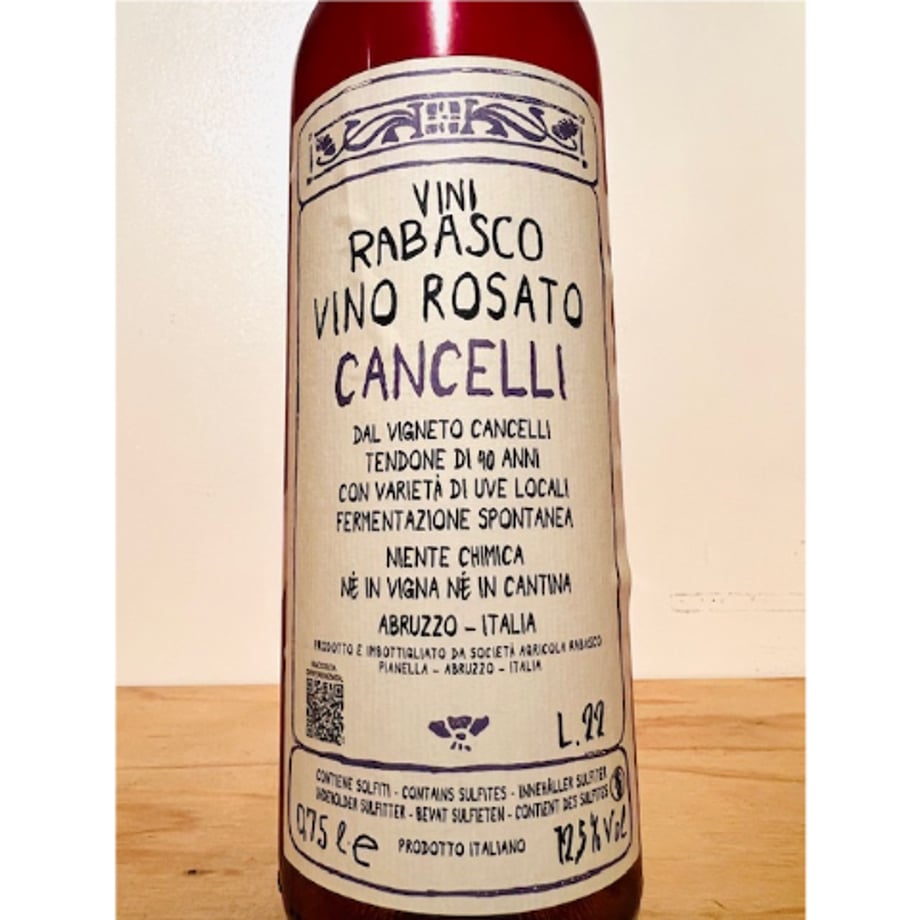 VINI
RABASCO
VINO ROSATO
CANCELLI
DAL VIGNETO CANCELLI
TENDONE DI 40 ANNI
CON VARIETÀ DI UVE LOCALI
FERMENTAZIONE SPONTANEA
NIENTE CHIMICA
NÉ IN VIGNA NÉ IN CANTINA
ABRUZZO - ITALIA
PRODOTTO E IMBOTTIGLIATO DA SOCIETÀ AGRICOLA RABASCO
PIANELLA - ABRUZZO - ITALIA
L.22
CONTIENE SOLFITI - CONTAINS SULFITES - INNEHÅLLER SULFITER
INDEHOLDER SULFITTER - BEVAT SULFIETEN - CONTIENT DES SULFITES
0,75 l e PRODOTTO ITALIANO 12,5% Vol